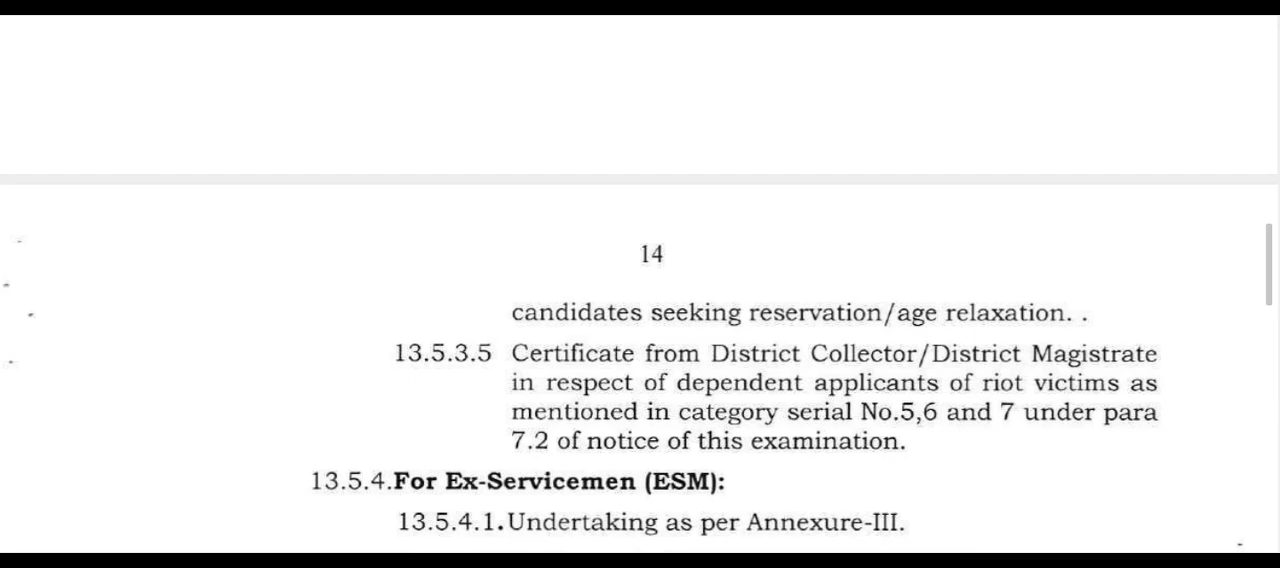 14
candidates seeking reservation/age relaxation. .
13.5.3.5 Certificate from District Collector/District Magistrate
in respect of dependent applicants of riot victims as
mentioned in category serial No.5,6 and 7 under para
7.2 of notice of this examination.
13.5.4.For Ex-Servicemen (ESM):
13.5.4.1.Undertaking as per Annexure-III.